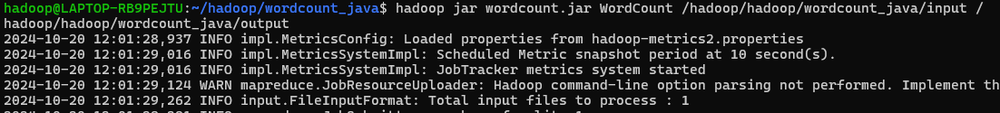 hadoop@LAPTOP-RB9PEJTU:~/hadoop/wordcount_java$ hadoop jar wordcount.jar WordCount /hadoop/hadoop/wordcount_java/input /
hadoop/hadoop/wordcount_java/output
2024-10-20 12:01:28,937 INFO impl.MetricsConfig: Loaded properties from hadoop-metrics2.properties
2024-10-20 12:01:29,016 INFO impl.MetricsSystemImpl: Scheduled Metric snapshot period at 10 second(s).
2024-10-20 12:01:29,016 INFO impl.MetricsSystemImpl: JobTracker metrics system started
2024-10-20 12:01:29,124 WARN mapreduce.JobResourceUploader: Hadoop command-line option parsing not performed. Implement th
2024-10-20 12:01:29,262 INFO input.FileInputFormat: Total input files to process : 1